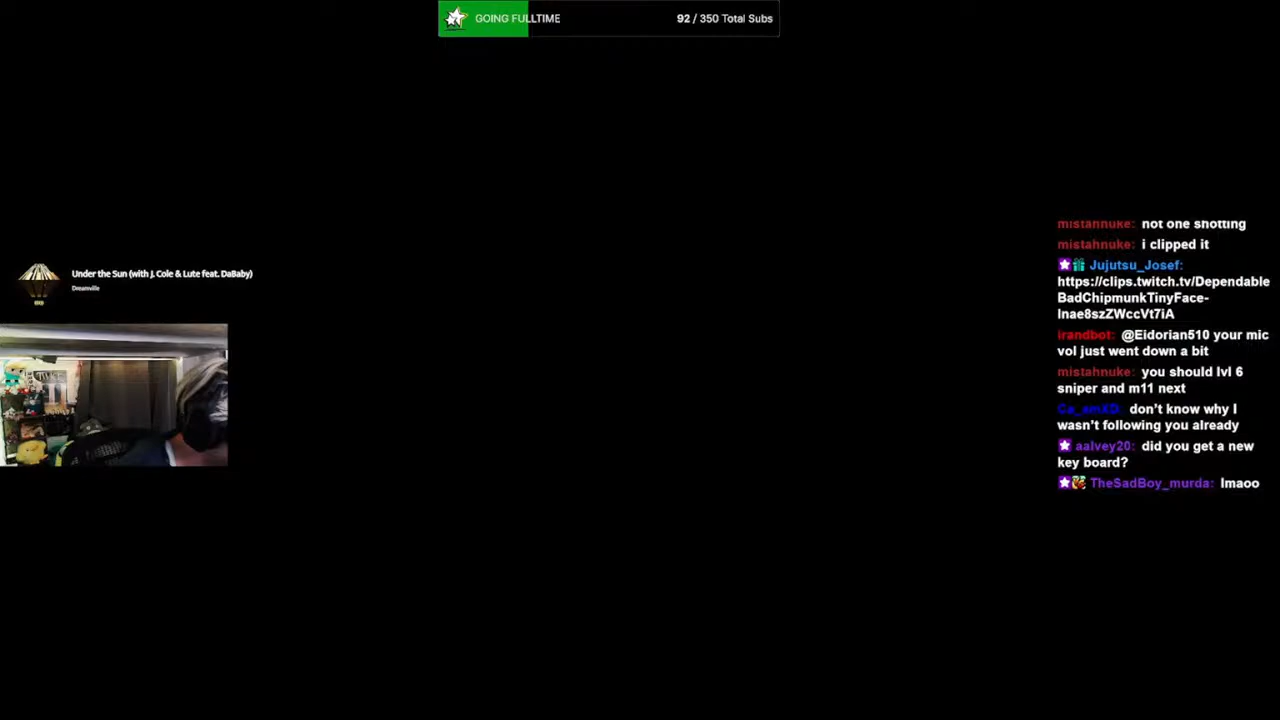 GOING FULLTIME
92 / 350 Total Subs
mistahnuke: not one shotting
mistahnuke: i clipped it
Under the Sun (with J. Cole & Lute feat. DaBaby)
Dreamville
Jujutsu_Josef:
https://clips.twitch.tv/Dependable
BadChipmunkTinyFace-
lnae8szZWccVt7iA
irandbot: @Eidorian510 your mic
vol just went down a bit
mistahnuke: you should lvl 6
sniper and m11 next
don't know why I
wasn't following you already
aalvey20: did you get a new
key board?
TheSadBoy_murda: lmaoo